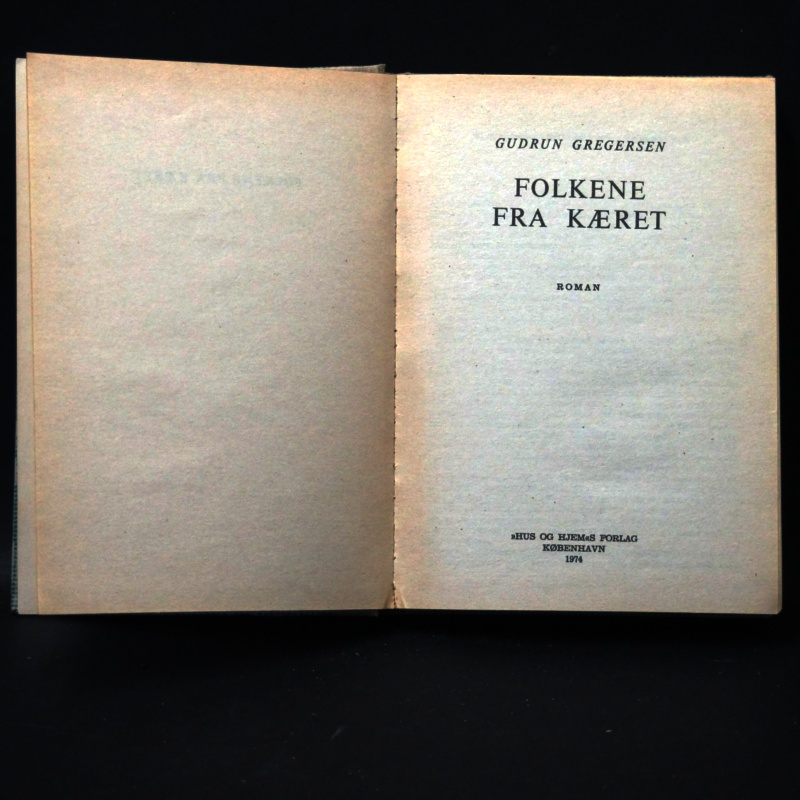 GUDRUN GREGERSEN
FOLKENE
FRA KÆRET
ROMAN
»HUS OG HJEM«S FORLAG
KØBENHAVN
1974